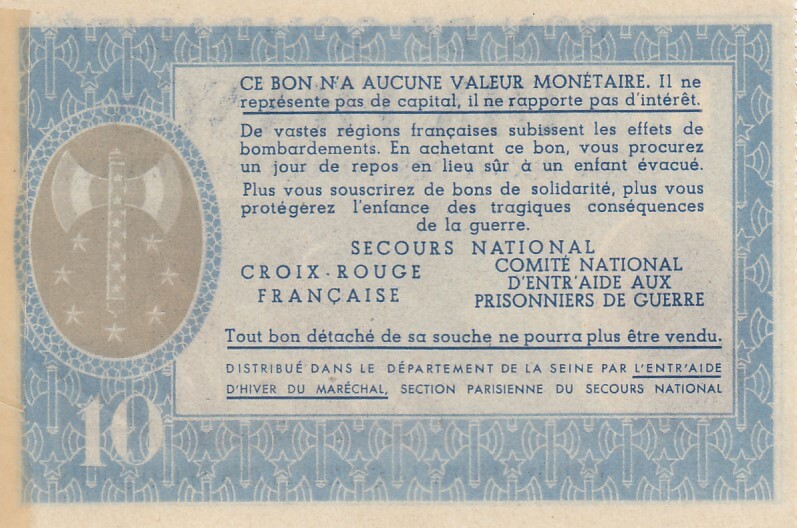 CE BON N'A AUCUNE VALEUR MONÉTAIRE. Il ne
représente pas de capital, il ne rapporte pas d'intérêt.
De vastes régions françaises subissent les effets de
bombardements. En achetant ce bon, vous procurez
un jour de repos en lieu sûr à un enfant évacué.
Plus vous souscrirez de bons de solidarité, plus vous
protégerez l'enfance des tragiques conséquences
de la guerre.
SECOURS NATIONAL
CROIX-ROUGE
FRANÇAISE
COMITÉ NATIONAL
D'ENTR'AIDE AUX
PRISONNIERS DE GUERRE
Tout bon détaché de sa souche ne pourra plus être vendu.
DISTRIBUÉ DANS LE DÉPARTEMENT DE LA SEINE PAR L'ENTR'AIDE
D'HIVER DU MARÉCHAL, SECTION PARISIENNE DU SECOURS NATIONAL
10